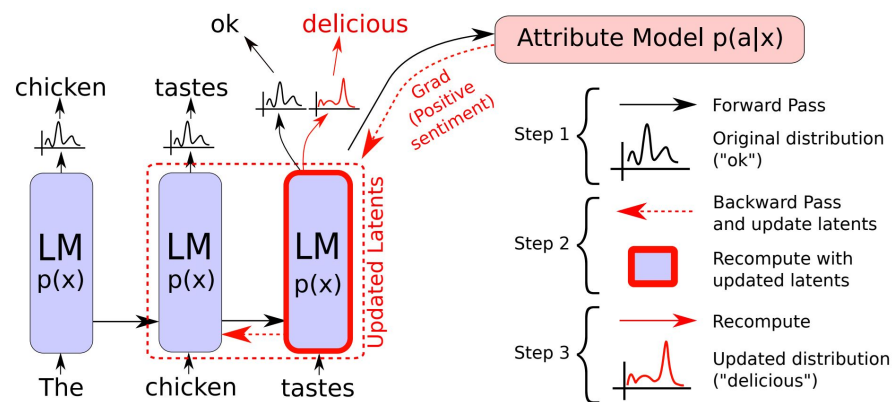 ok
delicious
Attribute Model p(a|x)
chicken
tastes
Grad
(Positive
sentiment)
LM
p(x)
LM
p(x)
LM
p(x)
Updated Latents
The
chicken
tastes
Step 1
Forward Pass
Original distribution
("ok")
Step 2
Backward Pass
and update latents
Recompute with
updated latents
Step 3
Recompute
Updated distribution
("delicious")